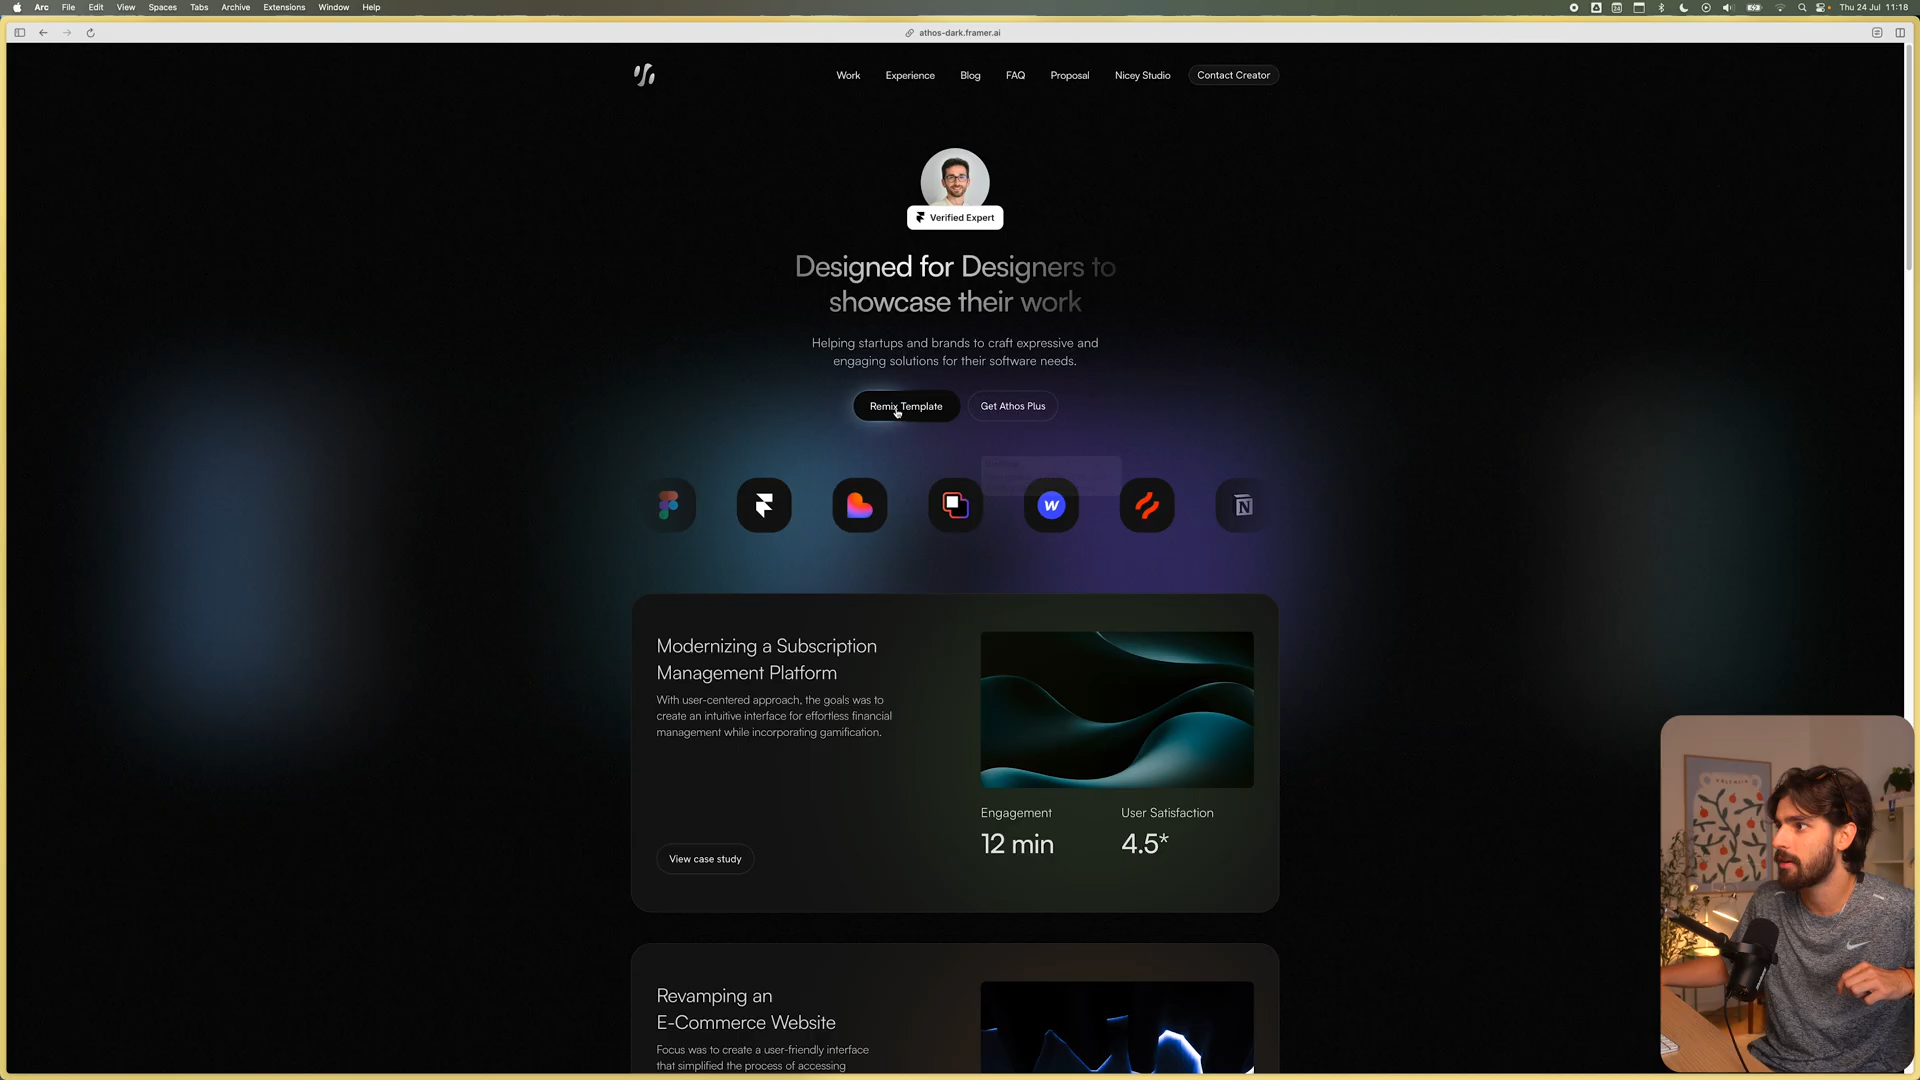 Arc File Edit View Spaces Tabs Archive Extensions Window Help
Thu 24 Jul 11:18
athos-dark.framer.ai
Work Experience Blog FAQ Proposal Nicey Studio Contact Creator
Verified Expert
Designed for Designers to
showcase their work
Helping startups and brands to craft expressive and
engaging solutions for their software needs.
Remix Template Get Athos Plus
Modernizing a Subscription
Management Platform
With user-centered approach, the goals was to
create an intuitive interface for effortless financial
management while incorporating gamification.
Engagement User Satisfaction
12 min 4.5*
View case study
Revamping an
E-Commerce Website
Focus was to create a user-friendly interface
that simplified the process of accessing